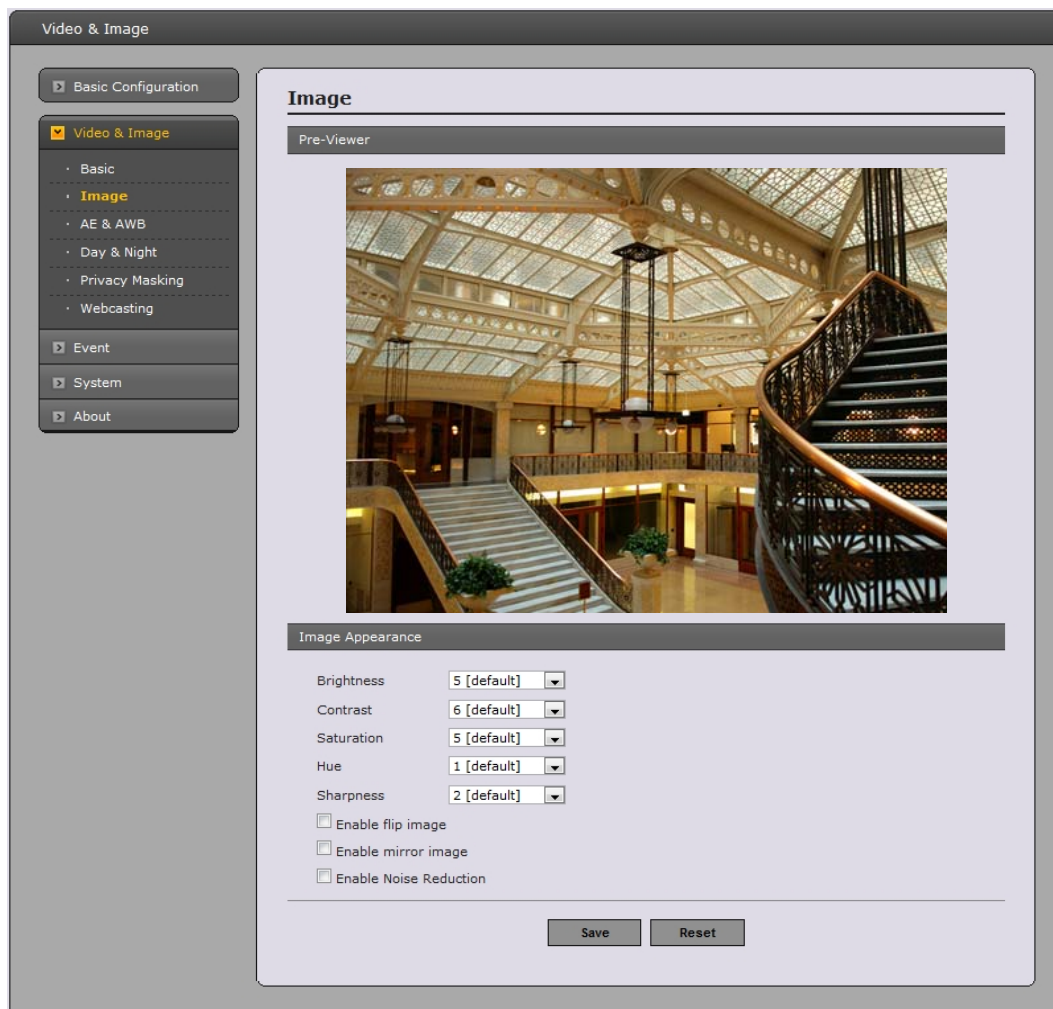 Video & Image
Basic Configuration
Video & Image
· Basic
· Image
· AE & AWB
· Day & Night
· Privacy Masking
· Webcasting
Event
System
About
Image
Pre-Viewer
Image Appearance
Brightness 5 [default]
Contrast 6 [default]
Saturation 5 [default]
Hue 1 [default]
Sharpness 2 [default]
Enable flip image
Enable mirror image
Enable Noise Reduction
Save Reset